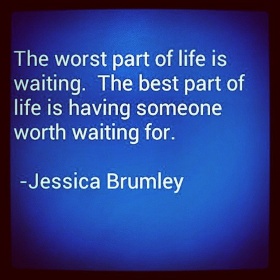 The worst part of life is
waiting.  The best part of
life is having someone
worth waiting for.
-Jessica Brumley